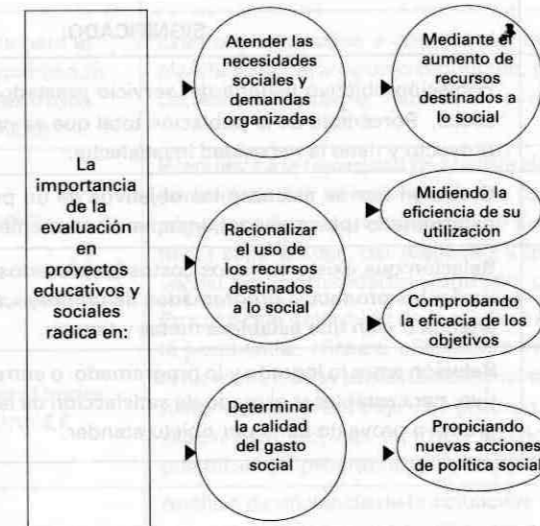 La
importancia
de la
evaluación
en
proyectos
educativos y
sociales
radica en:
Atender las
necesidades
sociales y
demandas
organizadas
Mediante el
aumento de
recursos
destinados a
lo social
Racionalizar
el uso de
los recursos
destinados
a lo social
Midiendo la
eficiencia de su
utilización
Comprobando
la eficacia de los
objetivos
Determinar
la calidad
del gasto
social
Propiciando
nuevas acciones
de política social